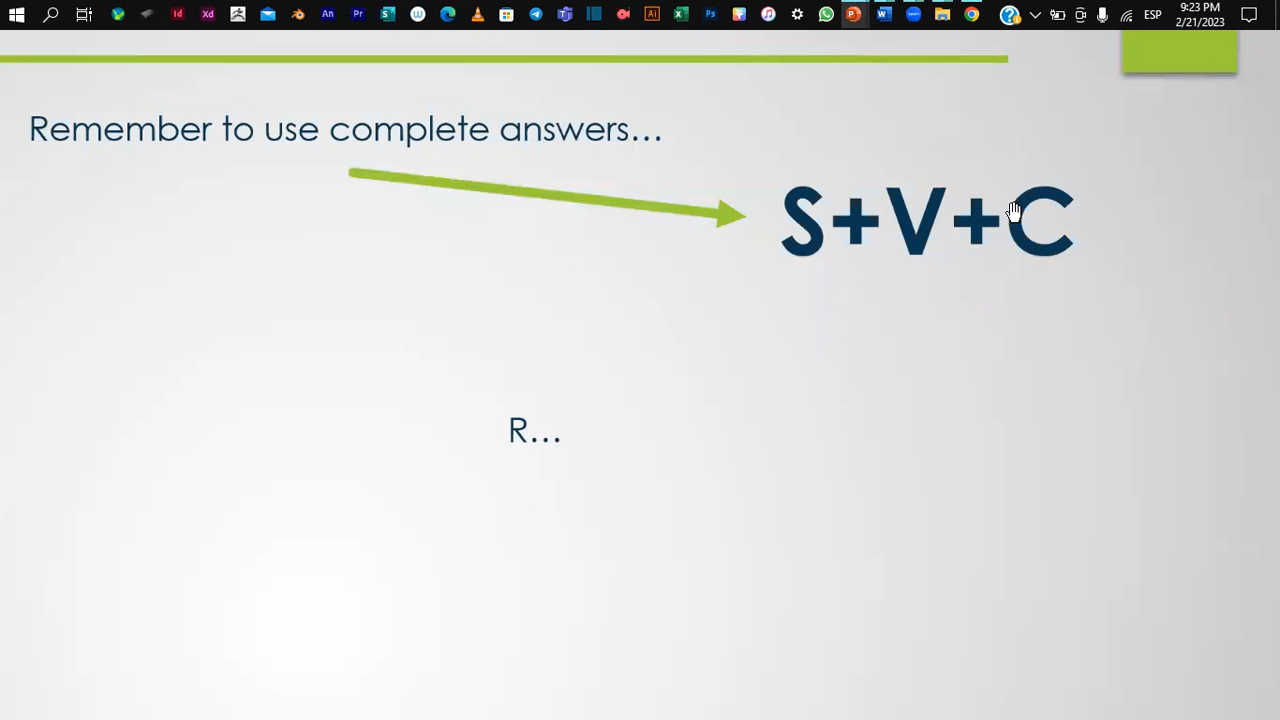 ESP
9:23 PM
2/21/2023
Remember to use complete answers…
S+V+C
R…